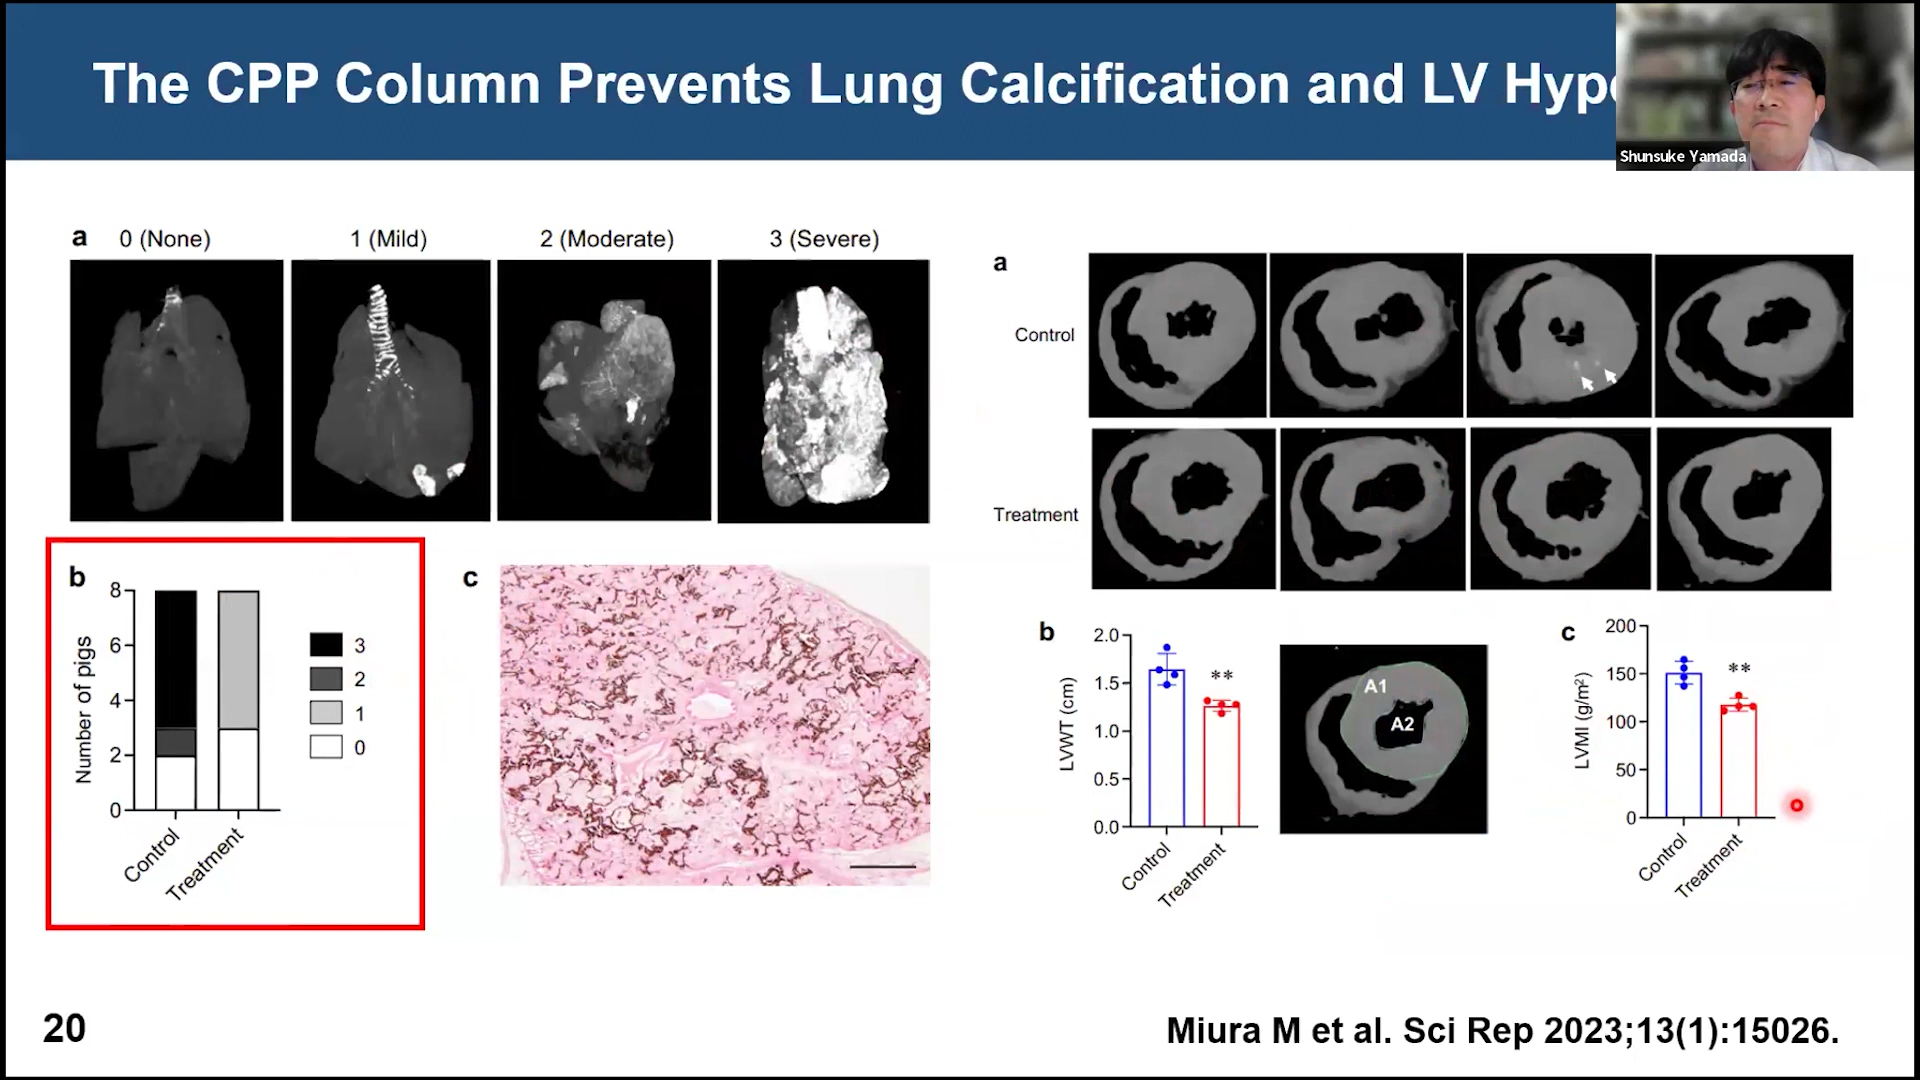 The CPP Column Prevents Lung Calcification and LV Hype
Shunsuke Yamada
a
0 (None)
1 (Mild)
2 (Moderate)
3 (Severe)
b
Number of pigs
8
6
4
2
0
Control
Treatment
3
2
1
0
c
a
Control
Treatment
b
LVWT (cm)
2.0
1.5
1.0
0.5
0.0
**
Control
Treatment
A1
A2
c
LVMI (g/m²)
200
150
100
50
0
**
Control
Treatment
20
Miura M et al. Sci Rep 2023;13(1):15026.